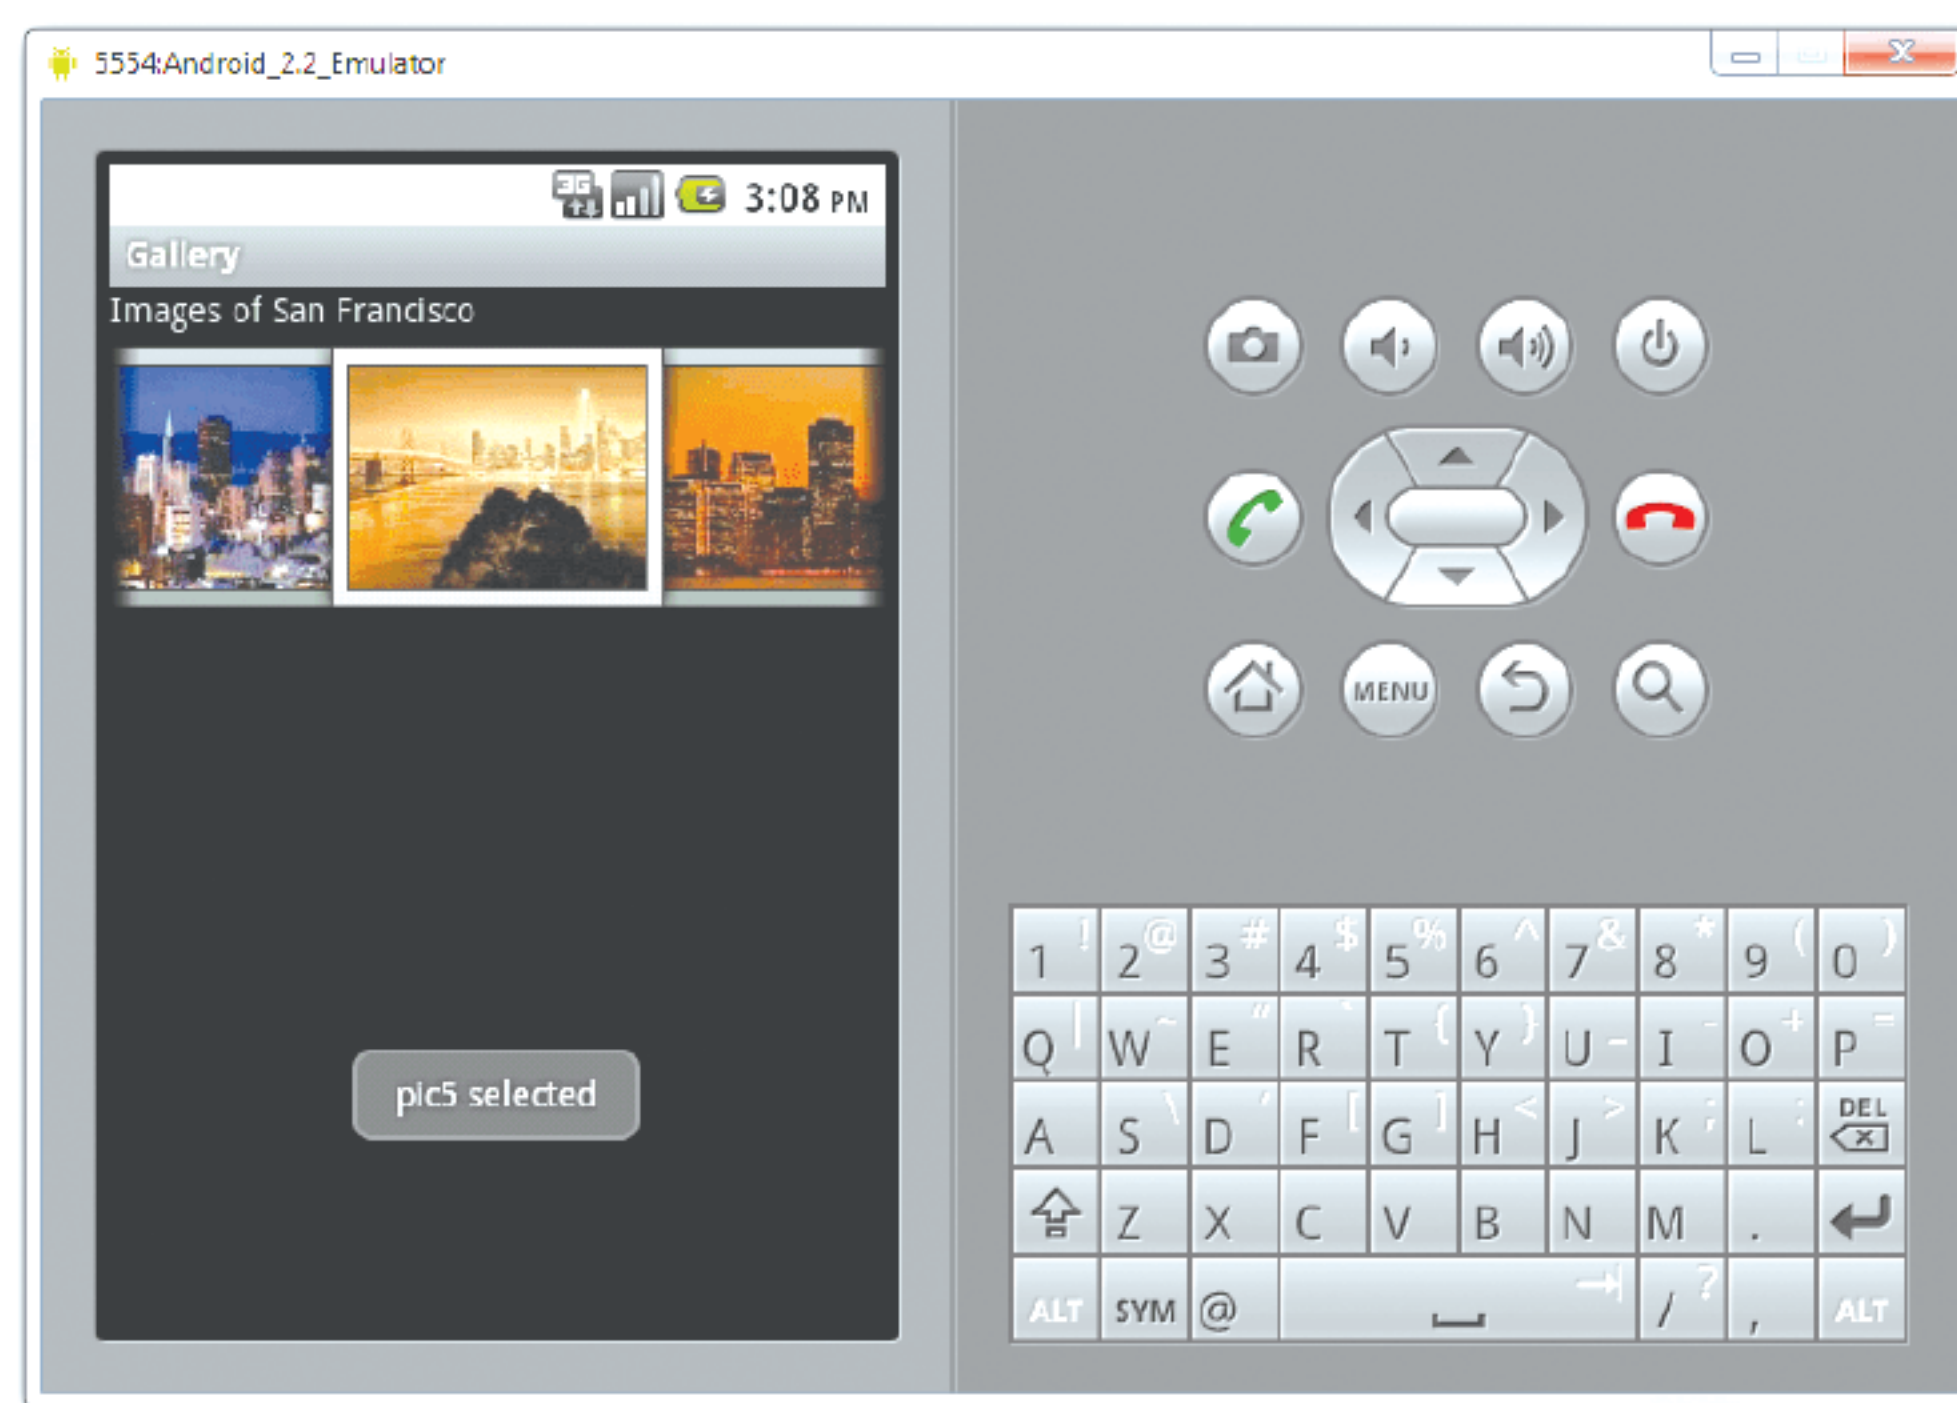 5554:Android_2.2_Emulator
3G 3:08 PM
Gallery
Images of San Francisco
pic5 selected
MENU
1 ! 2 @ 3 # 4 $ 5 % 6 ^ 7 & 8 * 9 ( 0 )
Q | W ~ E " R ` T { Y } U _ I - O + P =
A S \ D ' F [ G ] H < J > K ; L : DEL
Z X C V B N M .
ALT SYM @ / ? , ALT